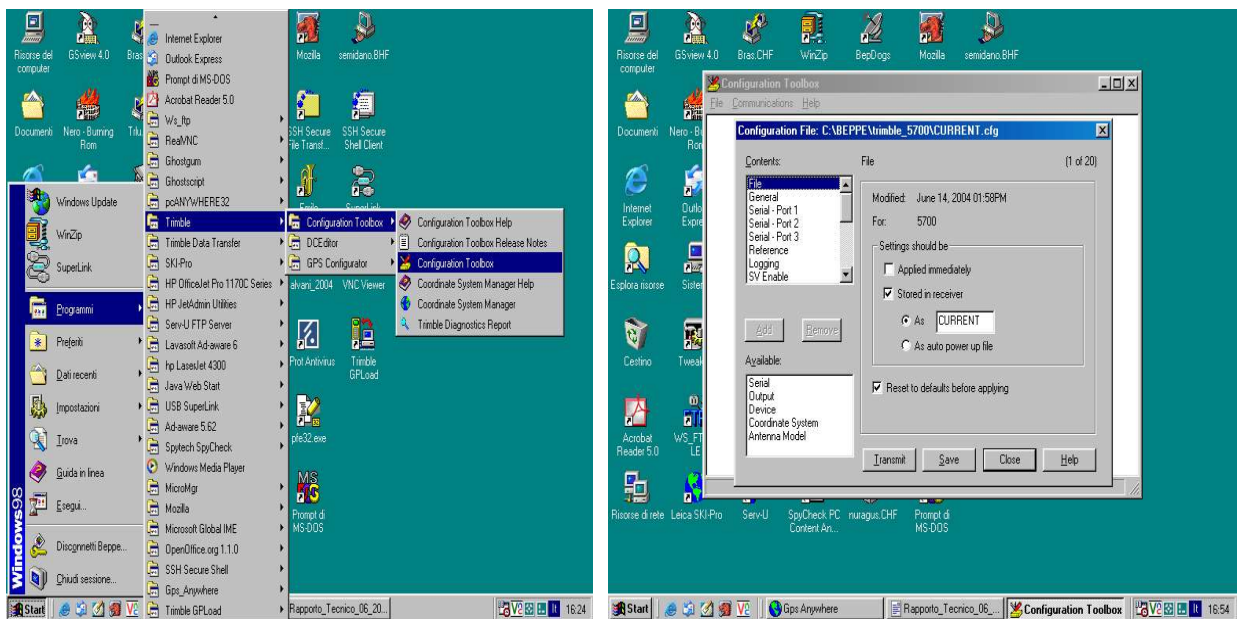 Risorse del
computer
GSview 4.0
Bras
Mozilla
semidano.BHF
Documenti
Nero - Burning
Rom
SSH Secure
File Transf...
SSH Secure
Shell Client
alvani_2004
VNC Viewer
Trimble
GPLoad
pfe32.exe
Prompt di
MS-DOS
Windows98
Windows Update
WinZip
SuperLink
Programmi
Preferiti
Dati recenti
Impostazioni
Trova
Guida in linea
Esegui...
Disconnetti Beppe...
Chiudi sessione...
Internet Explorer
Outlook Express
Prompt di MS-DOS
Acrobat Reader 5.0
Ws_ftp
RealVNC
Ghostgum
Ghostscript
pcANYWHERE32
Trimble
Trimble Data Transfer
SKI-Pro
HP OfficeJet Pro 1170C Series
HP JetAdmin Utilities
Serv-U FTP Server
Lavasoft Ad-aware 6
hp LaserJet 4300
Java Web Start
USB SuperLink
Ad-aware 5.62
Spytech SpyCheck
Windows Media Player
MicroMgr
Mozilla
Microsoft Global IME
OpenOffice.org 1.1.0
SSH Secure Shell
Gps_Anywhere
Trimble GPLoad
Configuration Toolbox
DCEditor
GPS Configurator
Configuration Toolbox Help
Configuration Toolbox Release Notes
Configuration Toolbox
Coordinate System Manager Help
Coordinate System Manager
Trimble Diagnostics Report
Start
Rapporto_Tecnico_06_20...
16:24
Risorse del
computer
GSview 4.0
Bras.CHF
WinZip
BepDogs
Mozilla
semidano.BHF
Documenti
Nero - Bu
Rom
Internet
Explorer
Outlo
Expre
Esplora risorse
Sister
Cestino
Tweak
Acrobat
Reader 5.0
WS_FT
LE
Risorse di rete
Leica SKI-Pro
Serv-U
SpyCheck PC
Content An...
nuragus.CHF
Prompt di
MS-DOS
Configuration Toolbox
File Communications Help
Configuration File: C:\BEPPE\trimble_5700\CURRENT.cfg
Contents:
File
General
Serial - Port 1
Serial - Port 2
Serial - Port 3
Reference
Logging
SV Enable
Add
Remove
Available:
Serial
Output
Device
Coordinate System
Antenna Model
File
(1 of 20)
Modified: June 14, 2004 01:58PM
For: 5700
Settings should be
Applied immediately
Stored in receiver
As CURRENT
As auto power up file
Reset to defaults before applying
Transmit
Save
Close
Help
Start
Gps Anywhere
Rapporto_Tecnico_06_...
Configuration Toolbox
16:54